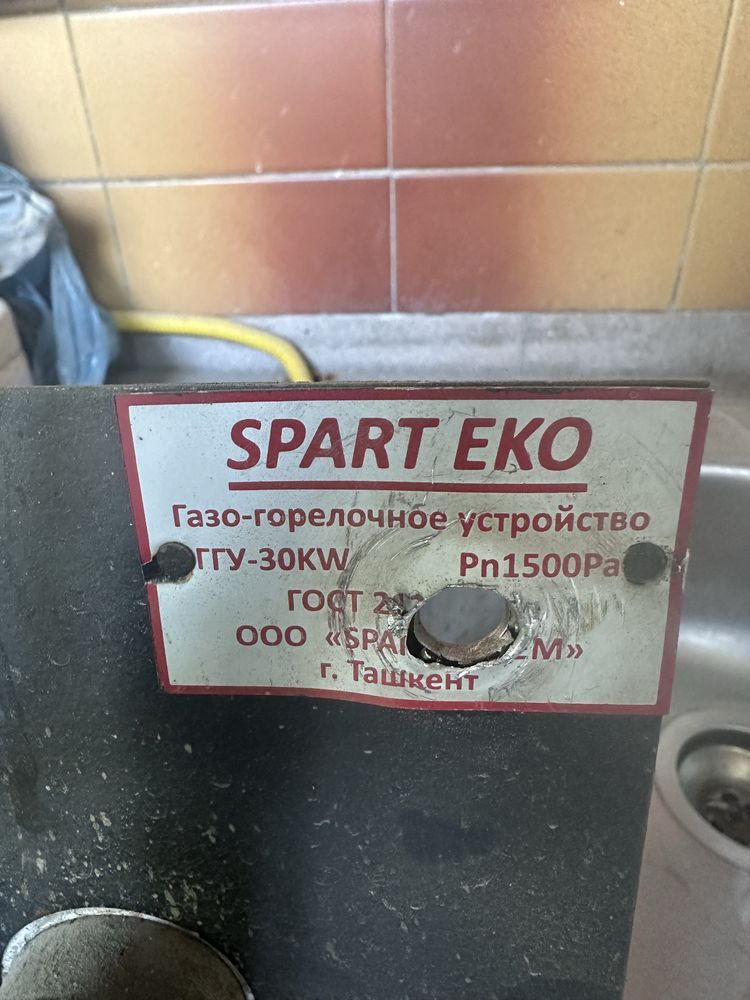 SPART EKO
Газо-горелочное устройство
ГГУ-30KW Pn1500Pa
ГОСТ
ООО
г. Ташкент